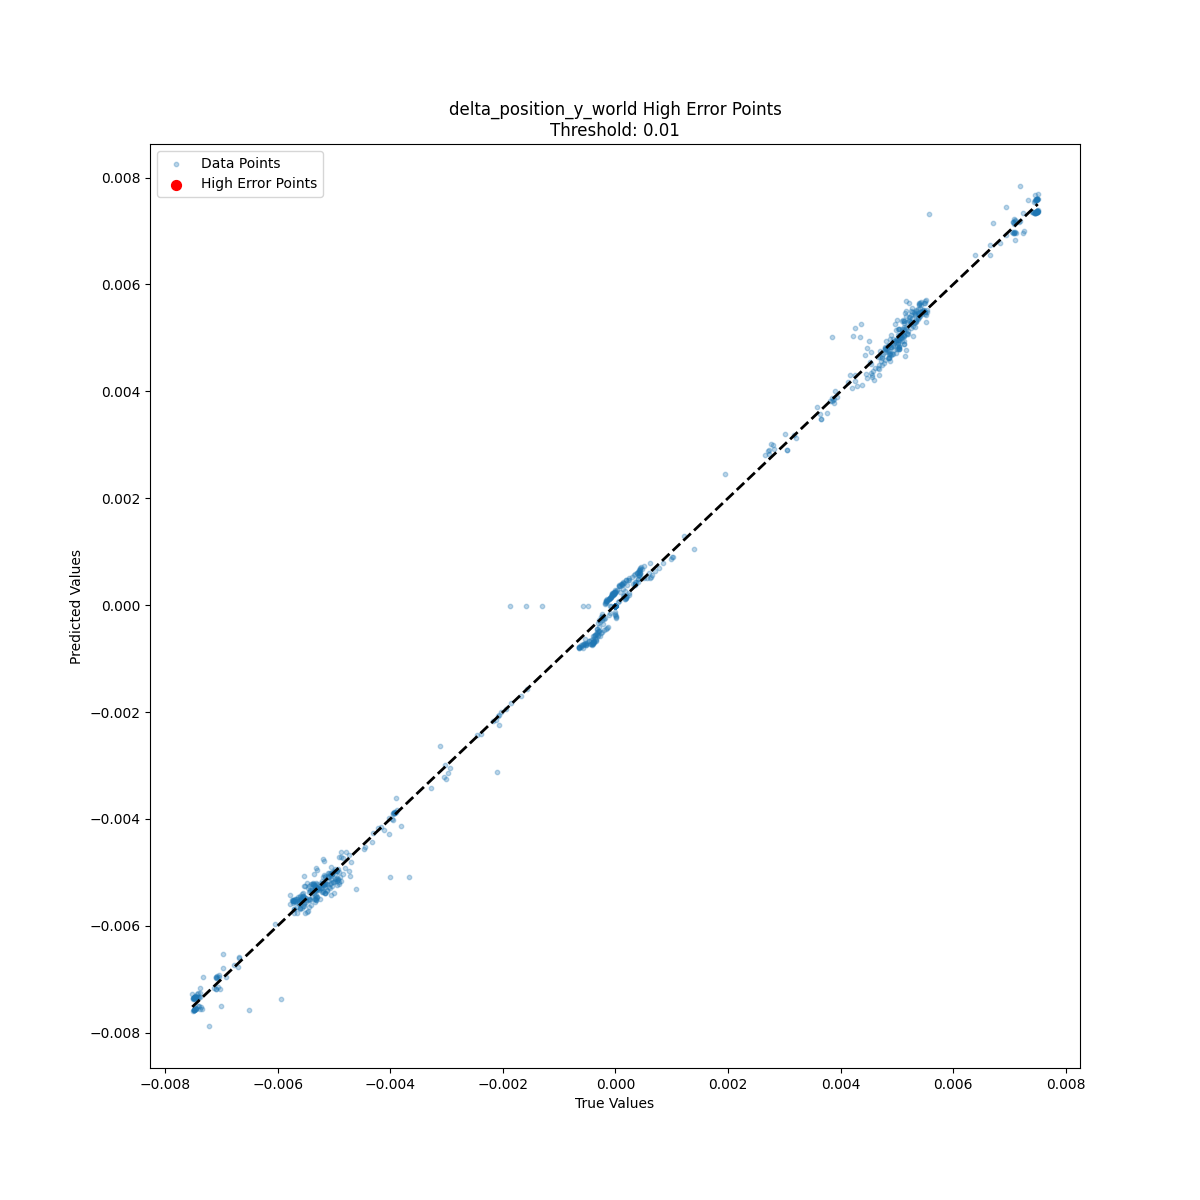 delta_position_y_world High Error Points
Threshold: 0.01
Data Points
High Error Points
0.008
0.006
0.004
0.002
0.000
−0.002
−0.004
−0.006
−0.008
Predicted Values
−0.008 −0.006 −0.004 −0.002 0.000 0.002 0.004 0.006 0.008
True Values